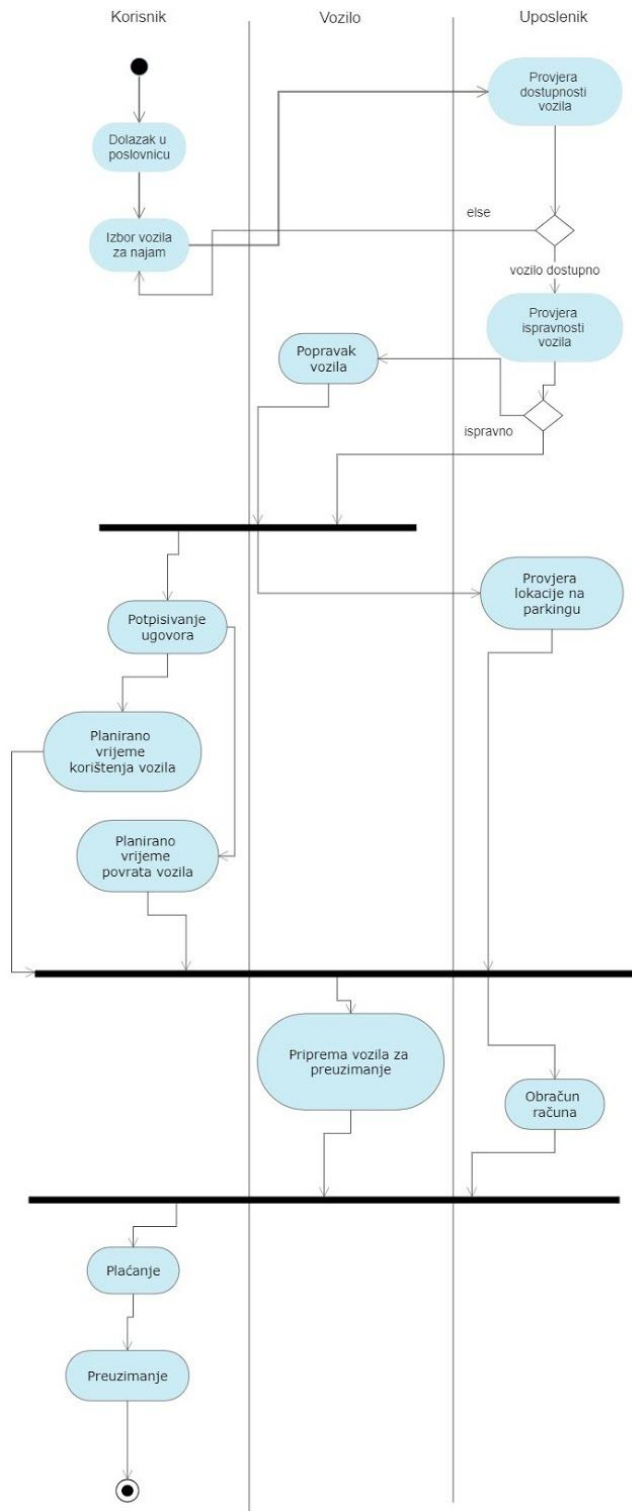 Korisnik
Vozilo
Uposlenik
Provjera
dostupnosti
vozila
Dolazak u
poslovnicu
else
Izbor vozila
za najam
vozilo dostupno
Provjera
ispravnosti
vozila
Popravak
vozila
ispravno
Provjera
lokacije na
parkingu
Potpisivanje
ugovora
Planirano
vrijeme
korištenja vozila
Planirano
vrijeme
povrata vozila
Priprema vozila za
preuzimanje
Obračun
računa
Plaćanje
Preuzimanje